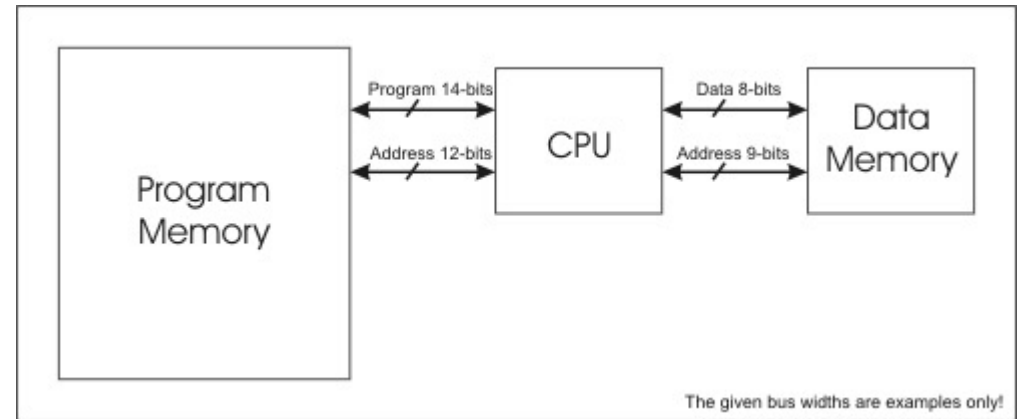 Program 14-bits
Data 8-bits
Address 12-bits
CPU
Address 9-bits
Data
Memory
Program
Memory
The given bus widths are examples only!